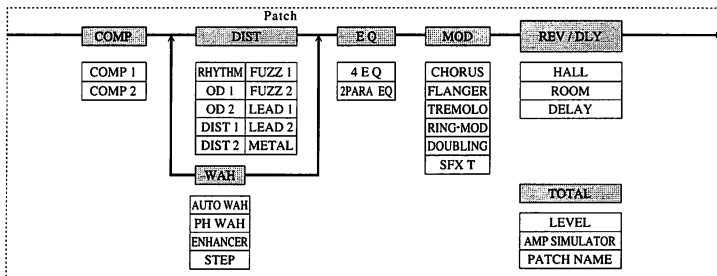 Patch
COMP
DIST
EQ
MOD
REV / DLY
COMP 1
COMP 2
RHYTHM FUZZ 1
OD 1 FUZZ 2
OD 2 LEAD 1
DIST 1 LEAD 2
DIST 2 METAL
4 EQ
2PARA EQ
CHORUS
FLANGER
TREMOLO
RING-MOD
DOUBLING
SFX T
HALL
ROOM
DELAY
WAH
AUTO WAH
PH WAH
ENHANCER
STEP
TOTAL
LEVEL
AMP SIMULATOR
PATCH NAME